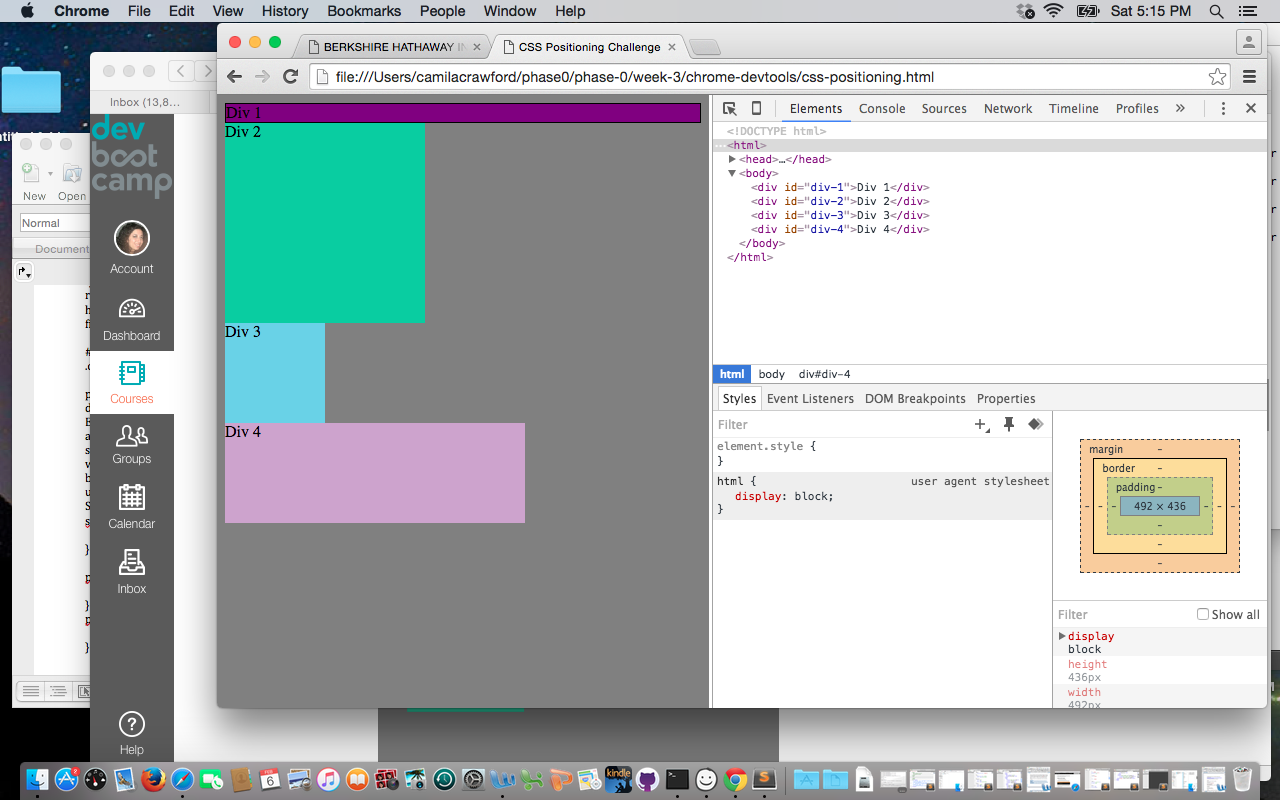 Chrome File Edit View History Bookmarks People Window Help Sat 5:15 PM
BERKSHIRE HATHAWAY IN
CSS Positioning Challenge
file:///Users/camilacrawford/phase0/phase-0/week-3/chrome-devtools/css-positioning.html
Inbox (13,8...
dev
bootcamp
New Open
Normal
Document
Account
Dashboard
Courses
Groups
Calendar
Inbox
Help
Div 1
Div 2
Div 3
Div 4
Elements Console Sources Network Timeline Profiles »
<!DOCTYPE html>
<html>
<head>…</head>
<body>
<div id="div-1">Div 1</div>
<div id="div-2">Div 2</div>
<div id="div-3">Div 3</div>
<div id="div-4">Div 4</div>
</body>
</html>
html body div#div-4
Styles Event Listeners DOM Breakpoints Properties
Filter
element.style {
}
html { user agent stylesheet
display: block;
}
margin -
border -
padding -
- - - 492 × 436 - - -
-
-
-
Filter Show all
display
block
height
436px
width
492px
kindle